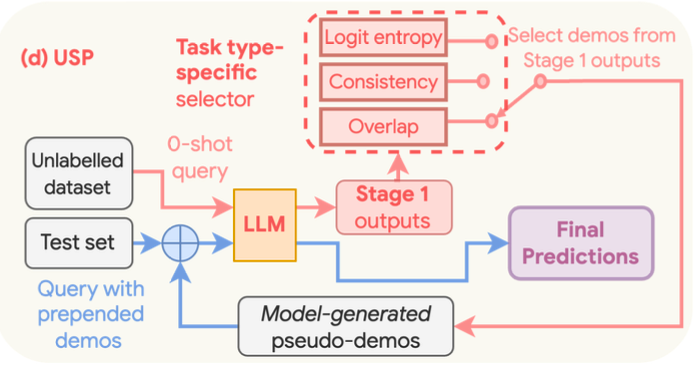 (d) USP
Task type-
specific
selector
Logit entropy
Consistency
Overlap
Select demos from
Stage 1 outputs
Unlabelled
dataset
0-shot
query
LLM
Stage 1
outputs
Test set
Final
Predictions
Query with
prepended
demos
Model-generated
pseudo-demos